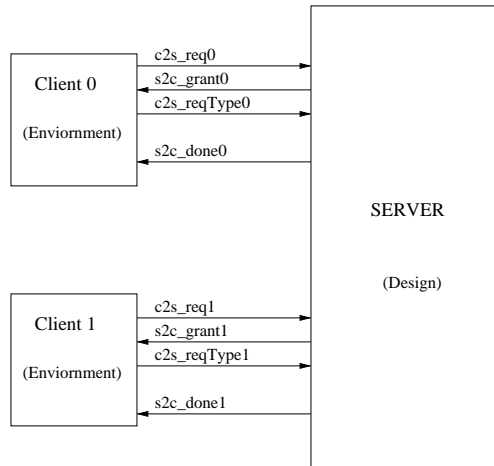 c2s_req0
s2c_grant0
Client 0
c2s_reqType0
(Enviornment)
s2c_done0
SERVER
(Design)
c2s_req1
Client 1
s2c_grant1
c2s_reqType1
(Enviornment)
s2c_done1